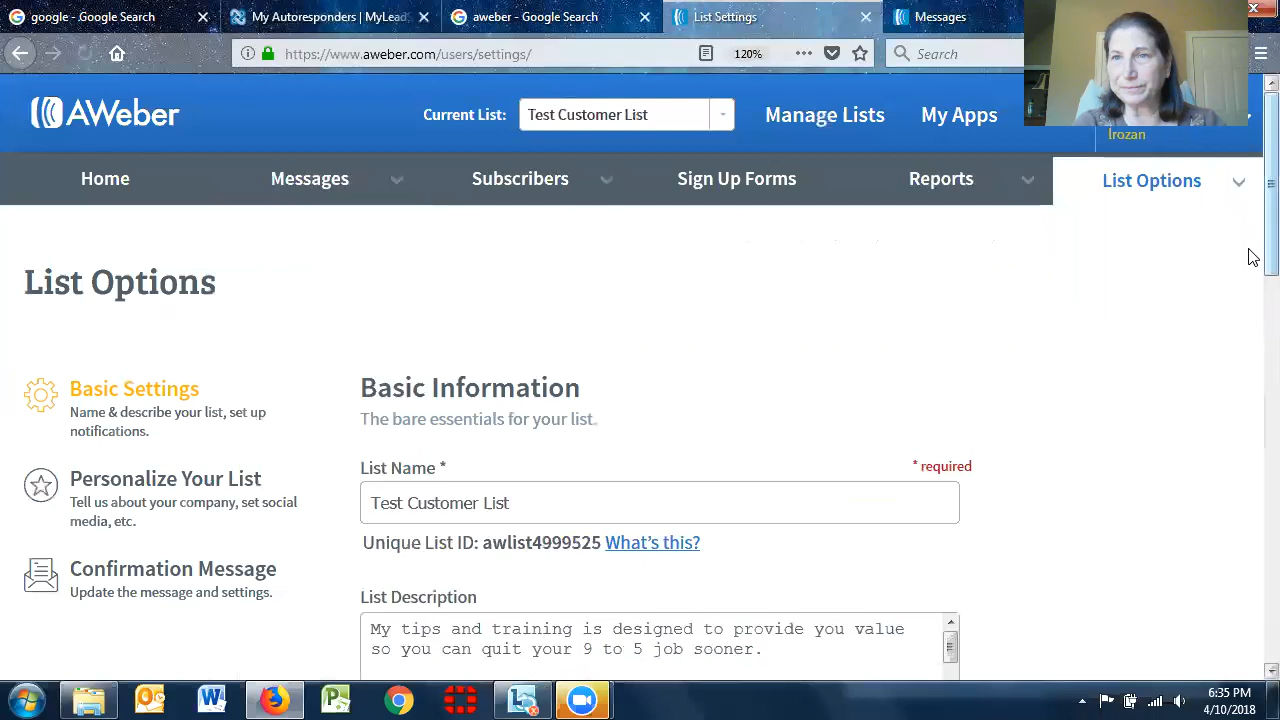 google - Google Search
My Autoresponders | MyLead
aweber - Google Search
List Settings
Messages
https://www.aweber.com/users/settings/
120%
Search
AWeber
Current List:
Test Customer List
Manage Lists
My Apps
lrozan
Home
Messages
Subscribers
Sign Up Forms
Reports
List Options
List Options
Basic Settings
Name & describe your list, set up
notifications.
Personalize Your List
Tell us about your company, set social
media, etc.
Confirmation Message
Update the message and settings.
Basic Information
The bare essentials for your list.
List Name *
* required
Test Customer List
Unique List ID: awlist4999525 What's this?
List Description
My tips and training is designed to provide you value
so you can quit your 9 to 5 job sooner.
6:35 PM
4/10/2018